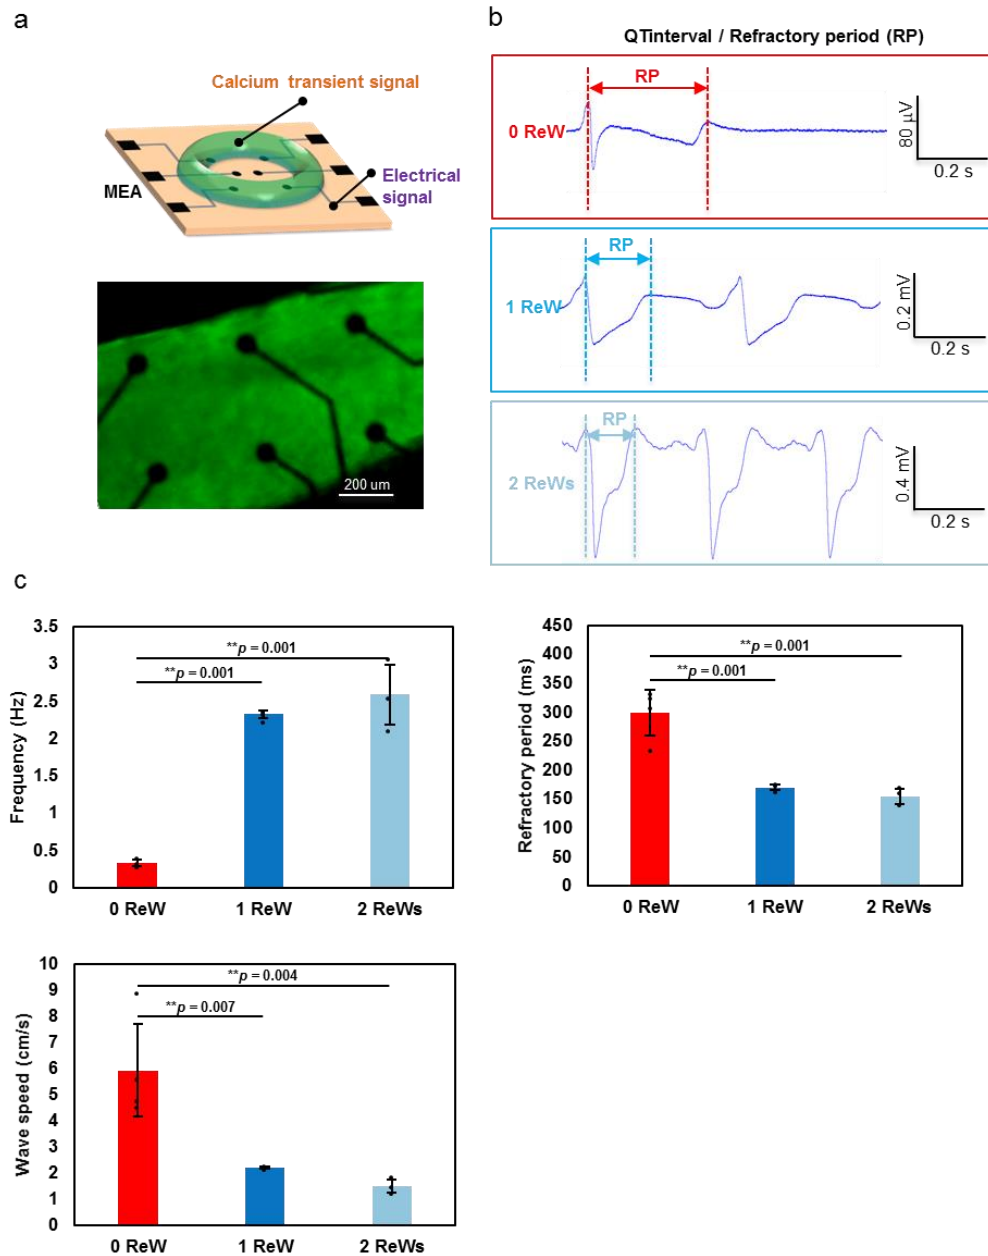 a
Calcium transient signal
MEA
Electrical
signal
200 um
b
QTinterval / Refractory period (RP)
RP
0 ReW
80 µV
0.2 s
RP
1 ReW
0.2 mV
0.2 s
RP
2 ReWs
0.4 mV
0.2 s
c
Frequency (Hz)
3.5
3
2.5
2
1.5
1
0.5
0
**p = 0.001
**p = 0.001
0 ReW
1 ReW
2 ReWs
Refractory period (ms)
450
400
350
300
250
200
150
100
50
0
**p = 0.001
**p = 0.001
0 ReW
1 ReW
2 ReWs
Wave speed (cm/s)
10
9
8
7
6
5
4
3
2
1
0
**p = 0.004
**p = 0.007
0 ReW
1 ReW
2 ReWs